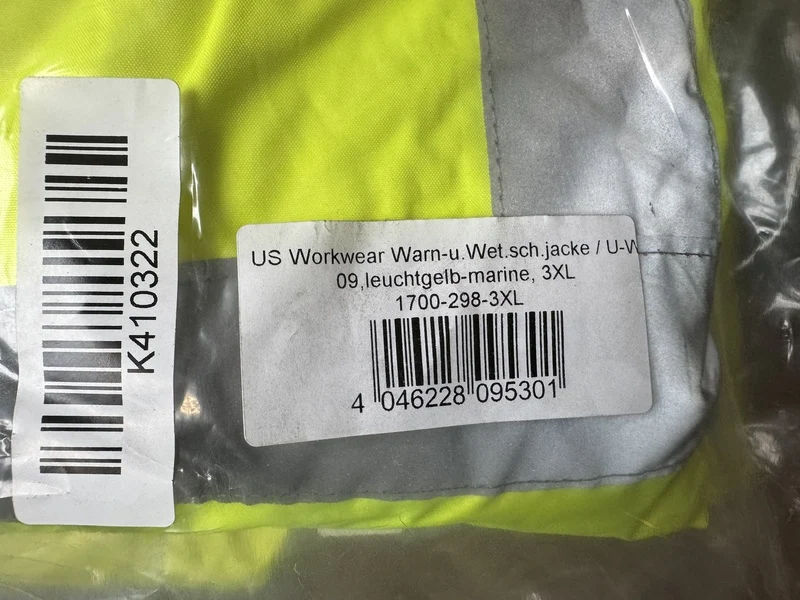 K410322
US Workwear Warn-u.Wet.sch.jacke / U-W
09,leuchtgelb-marine, 3XL
1700-298-3XL
4 046228 095301